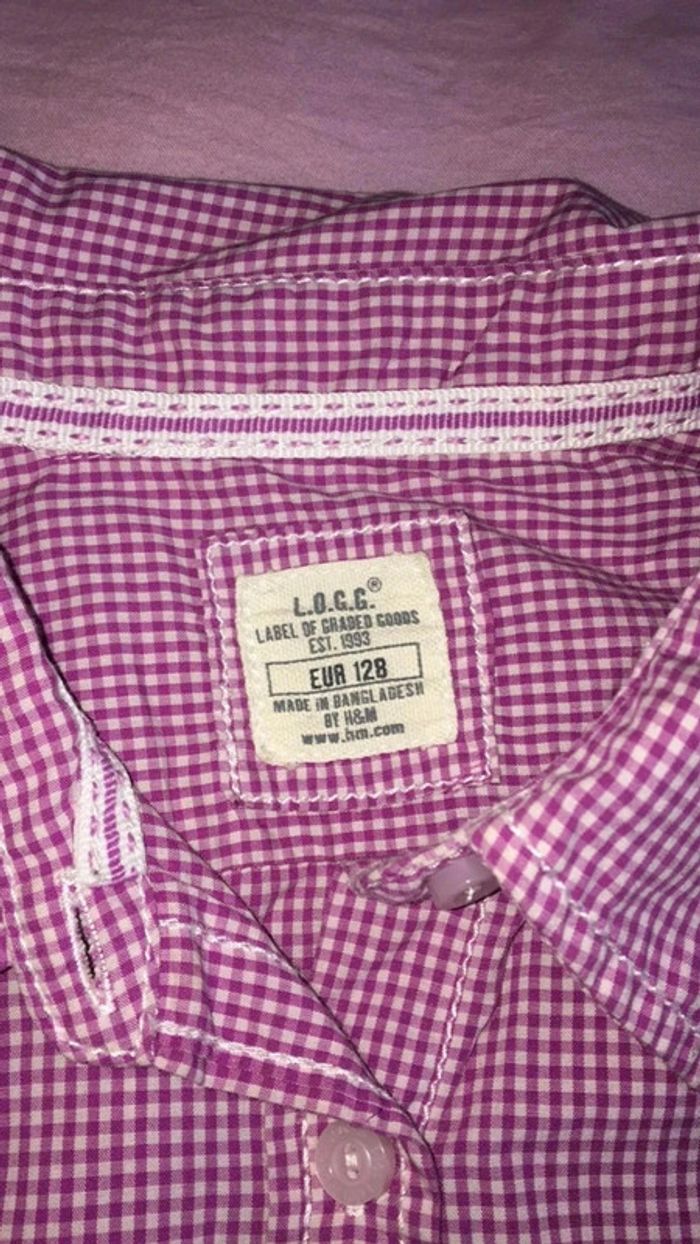 L.O.G.G.®
LABEL OF GRADED GOODS
EST. 1993
EUR 128
MADE IN BANGLADESH
BY H&M
www.hm.com